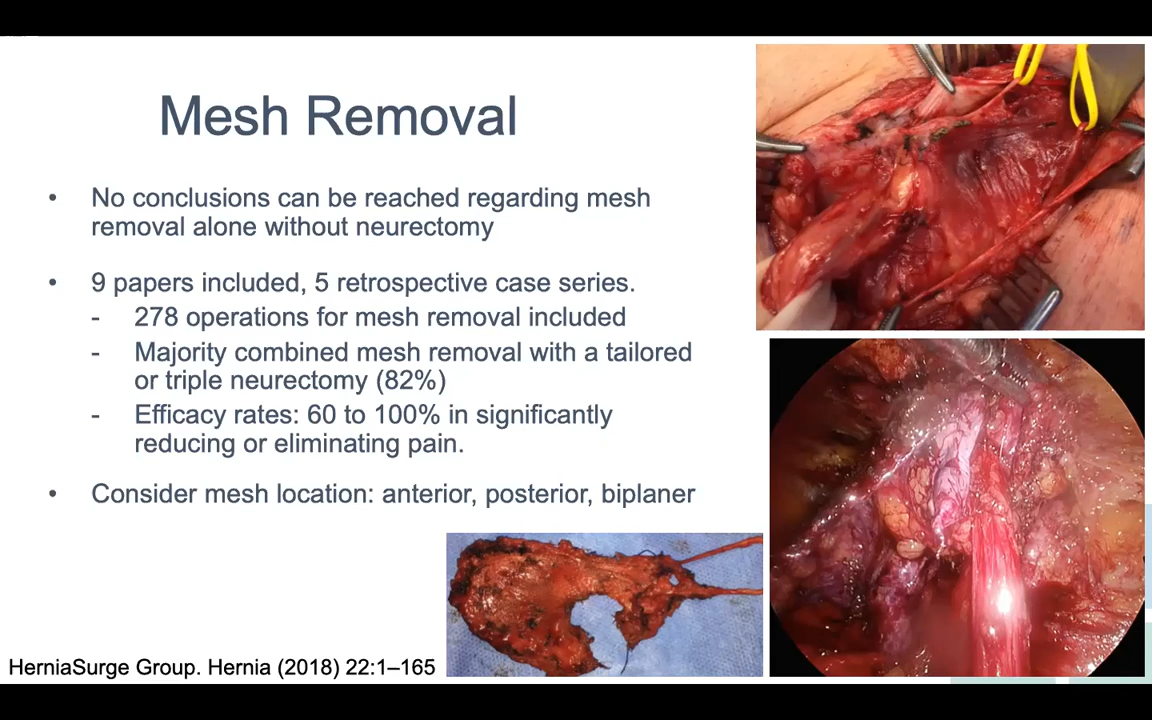 Mesh Removal
• No conclusions can be reached regarding mesh
removal alone without neurectomy
• 9 papers included, 5 retrospective case series.
- 278 operations for mesh removal included
- Majority combined mesh removal with a tailored
or triple neurectomy (82%)
- Efficacy rates: 60 to 100% in significantly
reducing or eliminating pain.
• Consider mesh location: anterior, posterior, biplaner
HerniaSurge Group. Hernia (2018) 22:1–165